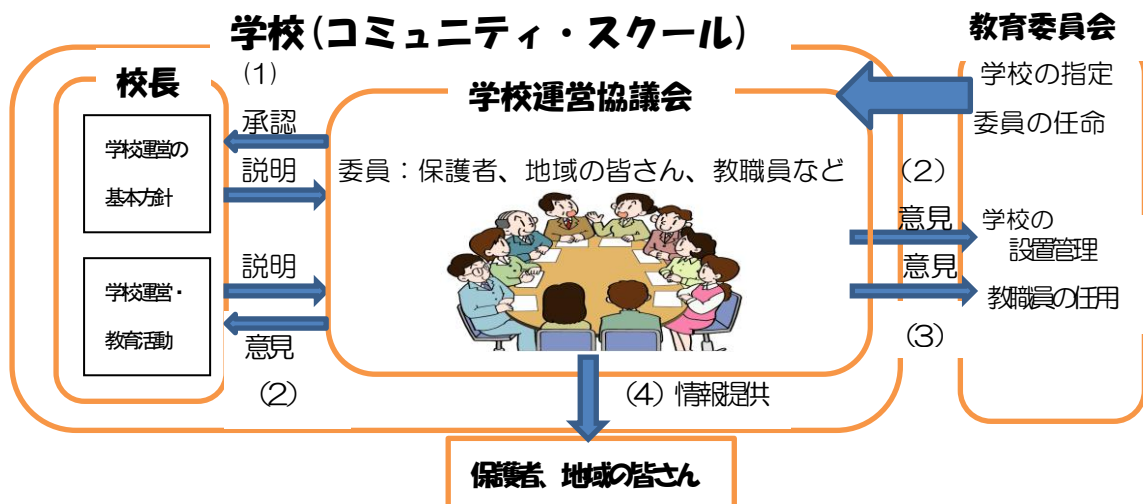 学校(コミュニティ・スクール)
教育委員会
校長
(1)
学校運営協議会
学校の指定
委員の任命
承認
学校運営の
基本方針
説明
委員：保護者、地域の皆さん、教職員など
(2)
意見
学校の
設置管理
説明
意見
学校運営・
教育活動
教職員の任用
意見
(3)
(2)
(4) 情報提供
保護者、地域の皆さん